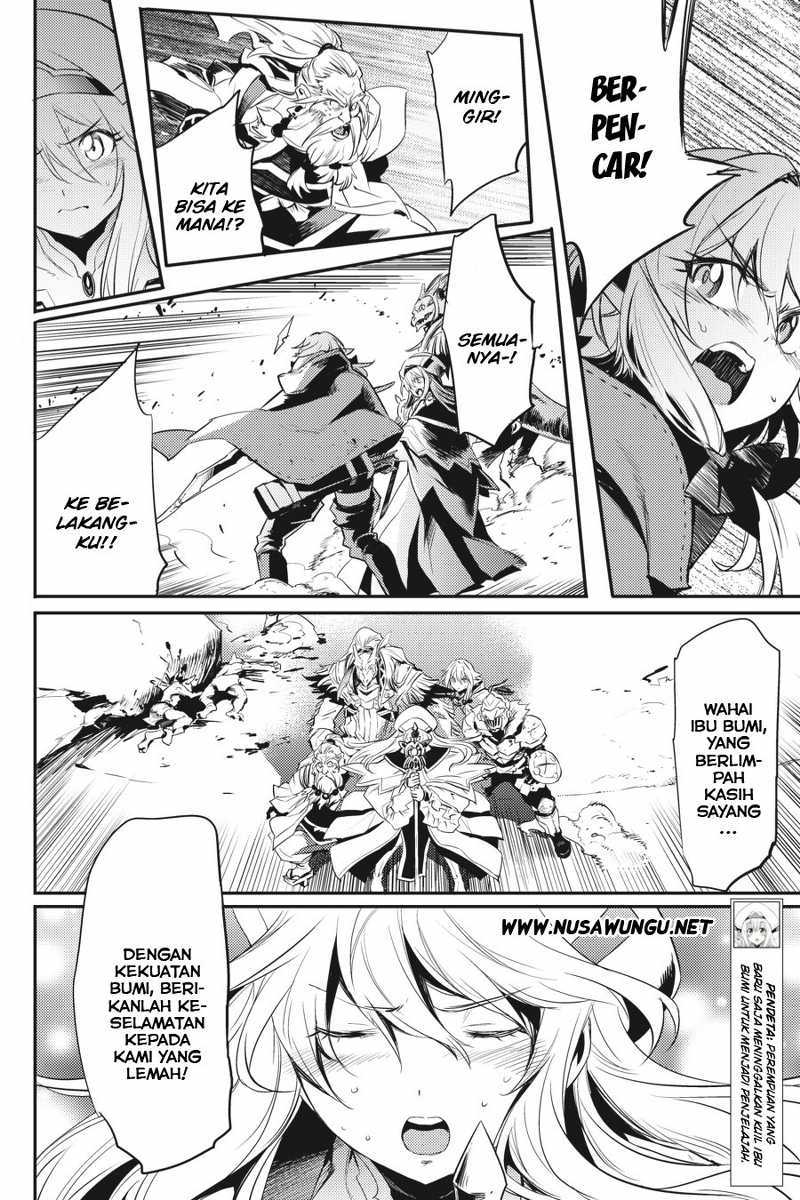 BER-
PEN-
CAR!
MING-
GIR!
KITA
BISA KE
MANA!?
SEMUA-
NYA-!
KE BE-
LAKANG-
KU!!
WAHAI
IBU BUMI,
YANG
BERLIM-
PAH
KASIH
SAYANG
...
DENGAN
KEKUATAN
BUMI, BERI-
KANLAH KE-
SELAMATAN
KEPADA
KAMI YANG
LEMAH!
WWW.NUSAWUNGU.NET
PENDETA: PEREMPUAN YANG
BARU SAJA MENINGGALKAN KUIL IBU
BUMI UNTUK MENJADI PENJELAJAH.